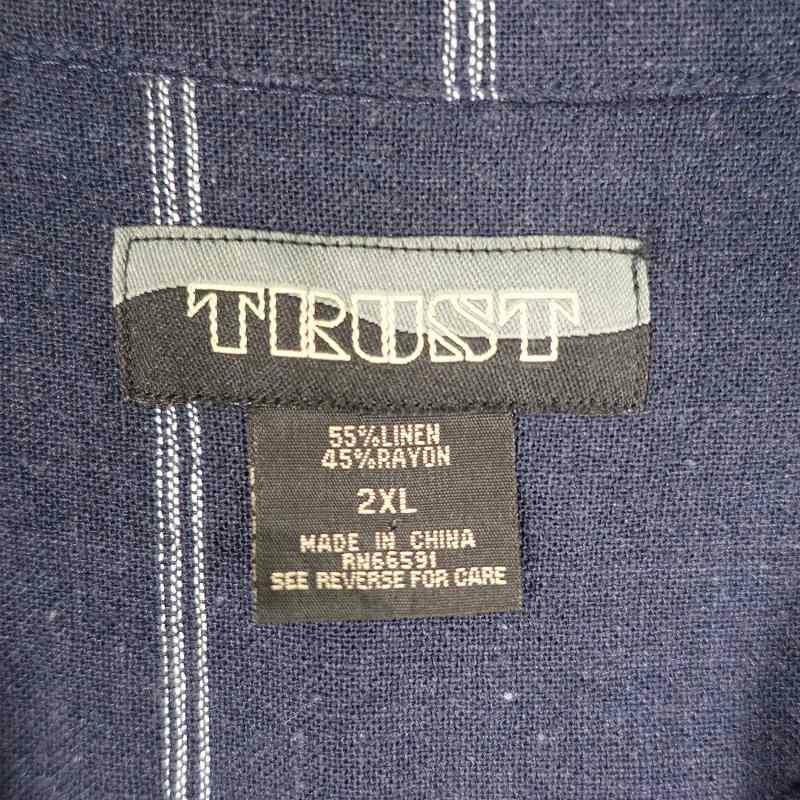 TRUST
55%LINEN
45%RAYON
2XL
MADE IN CHINA
RN66591
SEE REVERSE FOR CARE